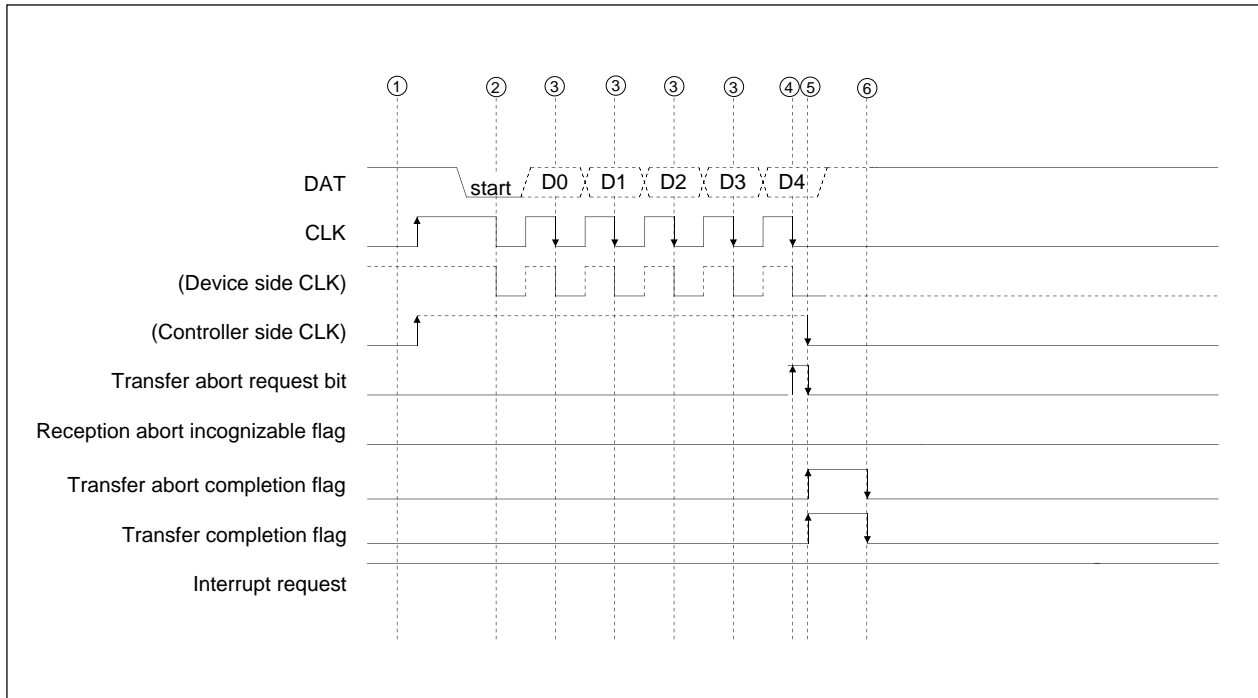 ① ② ③ ③ ③ ③ ④ ⑤ ⑥
DAT start D0 D1 D2 D3 D4
CLK
(Device side CLK)
(Controller side CLK)
Transfer abort request bit
Reception abort incognizable flag
Transfer abort completion flag
Transfer completion flag
Interrupt request